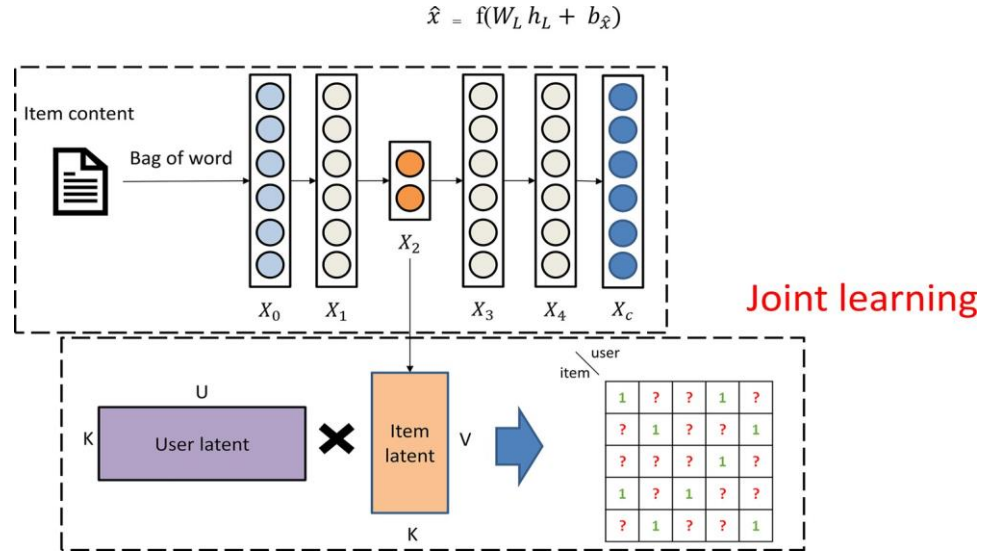 x̂ = f(W_L h_L + b_x̂)
Item content
Bag of word
X_0
X_1
X_2
X_3
X_4
X_c
Joint learning
U
K
User latent
Item
latent
V
K
user
item
1 ? ? 1 ?
? 1 ? ? 1
? ? ? 1 ?
1 ? 1 ? ?
? 1 ? ? 1